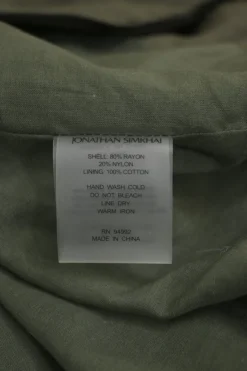 JONATHAN SIMKHAI
SHELL: 80% RAYON
20% NYLON
LINING: 100% COTTON
HAND WASH COLD
DO NOT BLEACH
LINE DRY
WARM IRON
RN
MADE IN CHINA